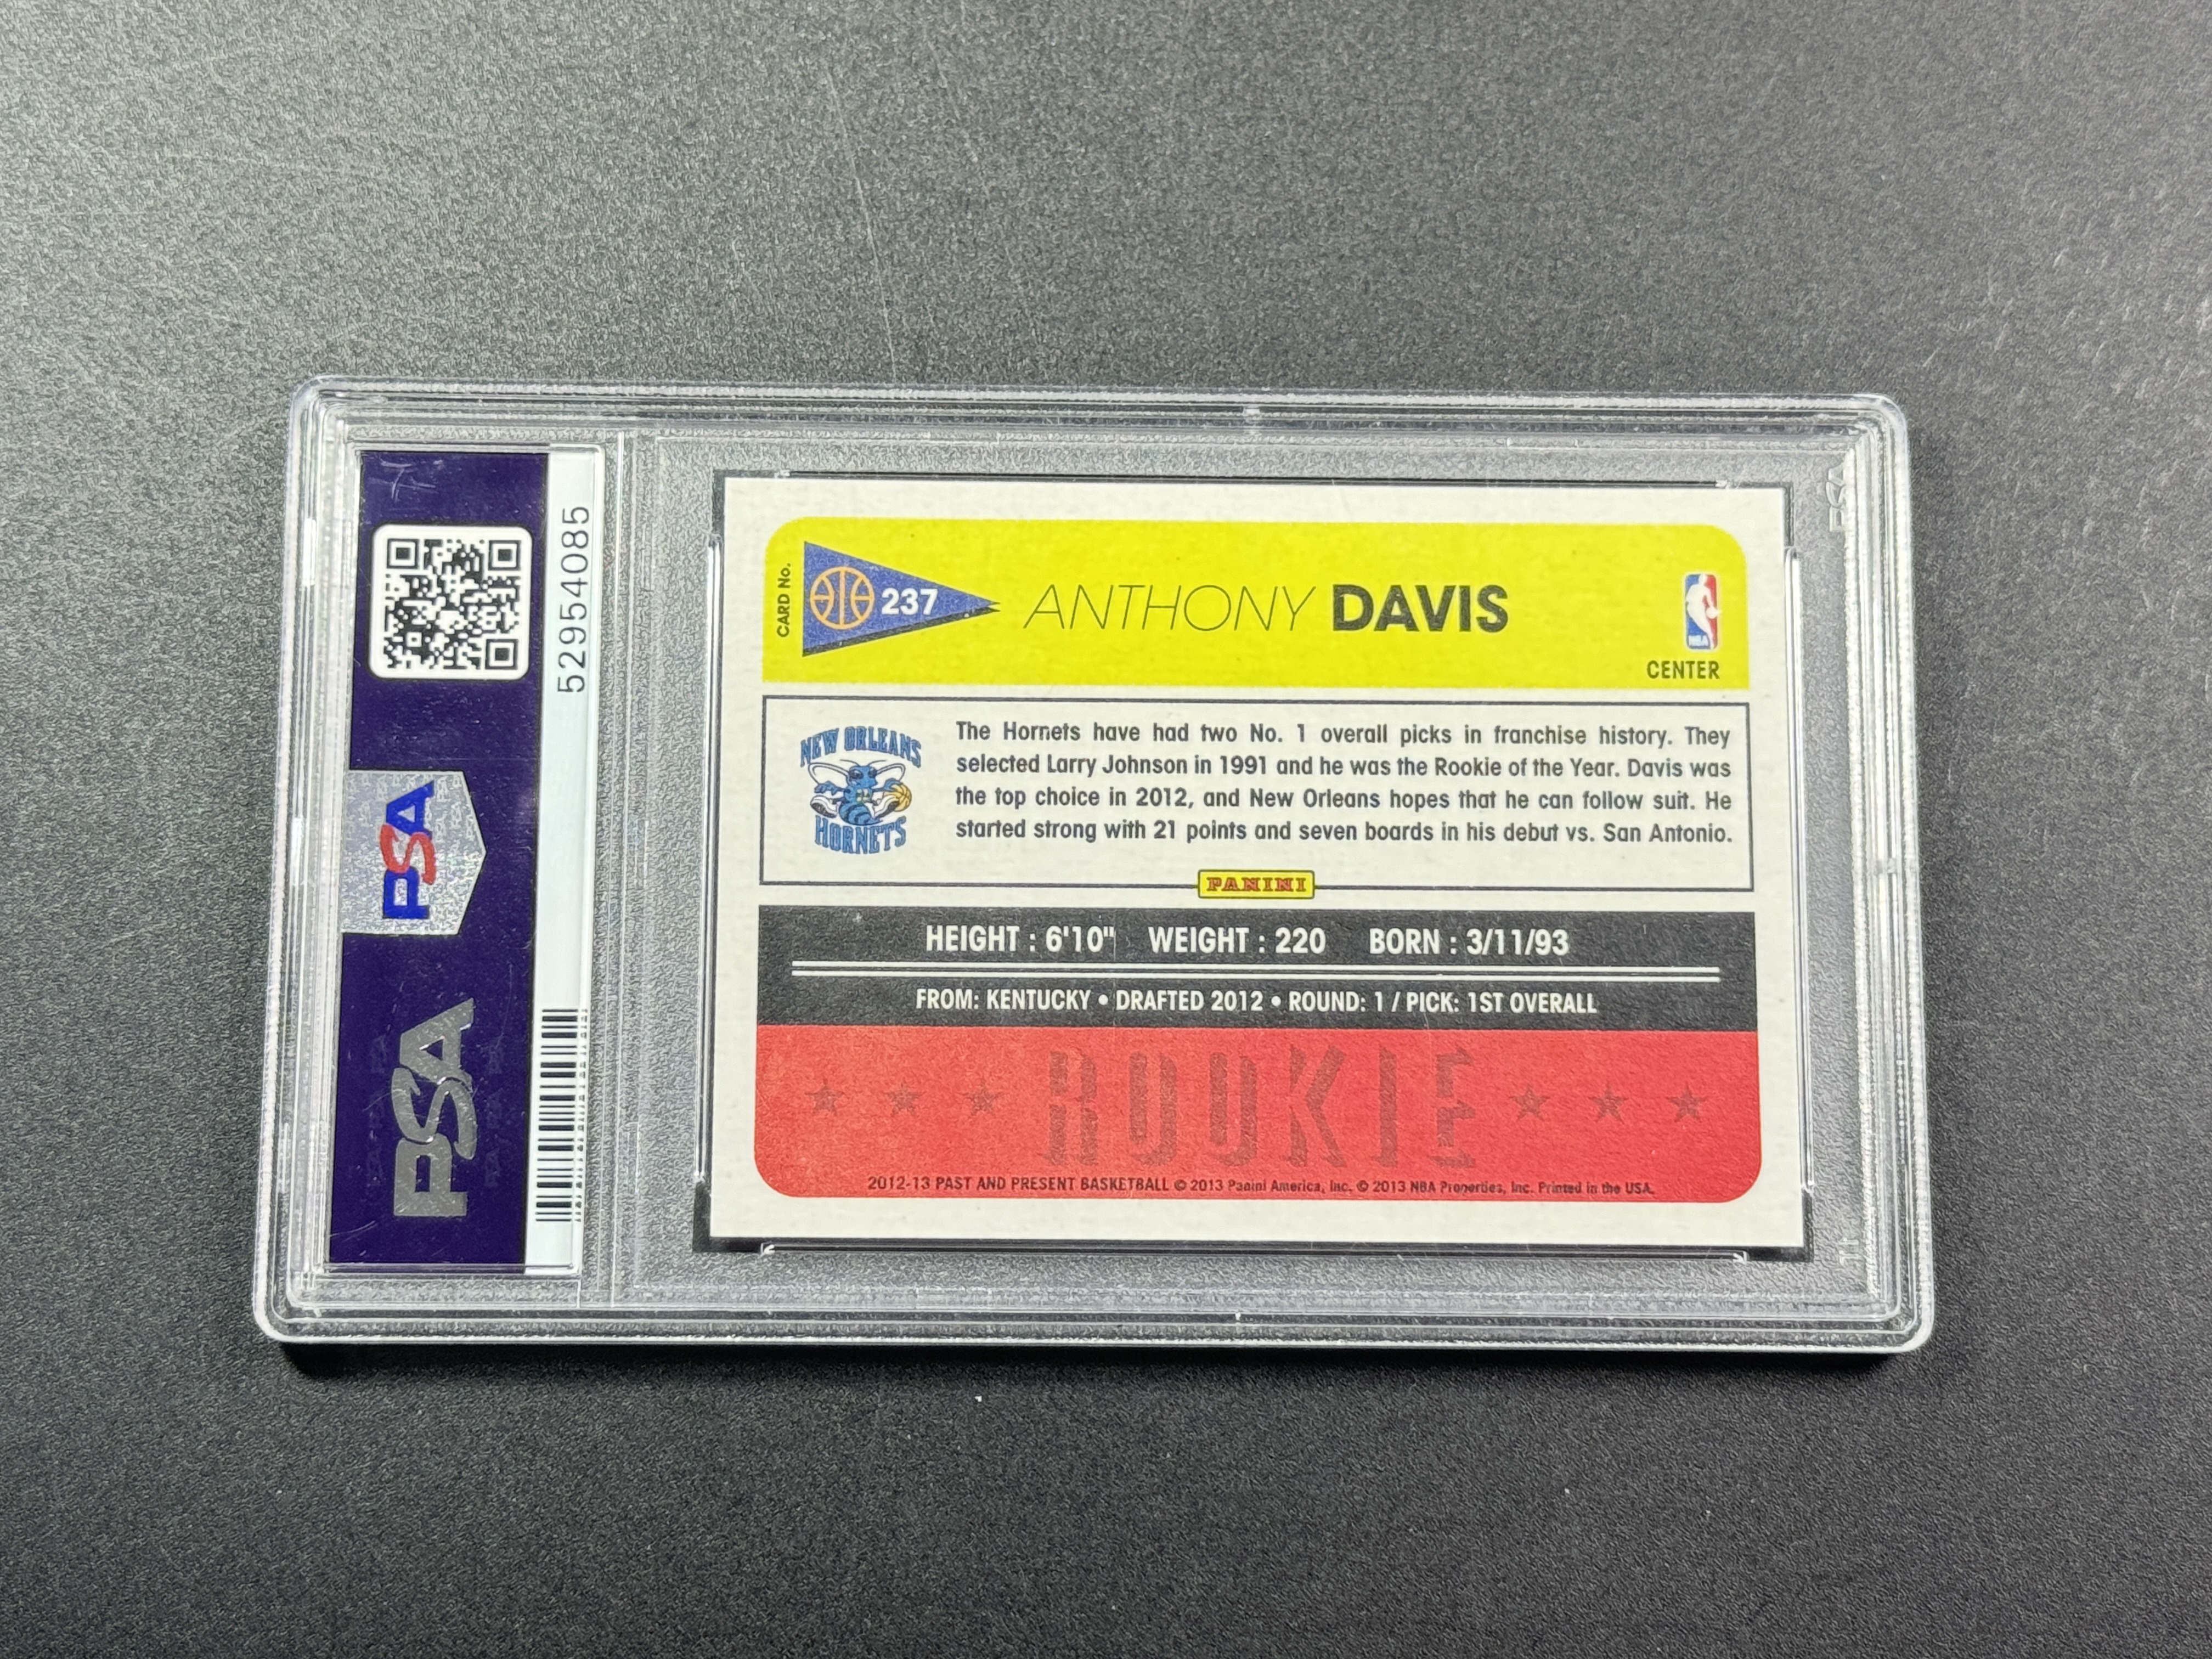 52954085
PSA
PSA
CARD No.
237
ANTHONY DAVIS
NBA
CENTER
NEW ORLEANS
HORNETS
The Hornets have had two No. 1 overall picks in franchise history. They
selected Larry Johnson in 1991 and he was the Rookie of the Year. Davis was
the top choice in 2012, and New Orleans hopes that he can follow suit. He
started strong with 21 points and seven boards in his debut vs. San Antonio.
PANINI
HEIGHT : 6'10" WEIGHT : 220 BORN : 3/11/93
FROM: KENTUCKY • DRAFTED 2012 • ROUND: 1 / PICK: 1ST OVERALL
ROOKIE
2012-13 PAST AND PRESENT BASKETBALL © 2013 Panini America, Inc. © 2013 NBA Properties, Inc. Printed in the USA.
PSA